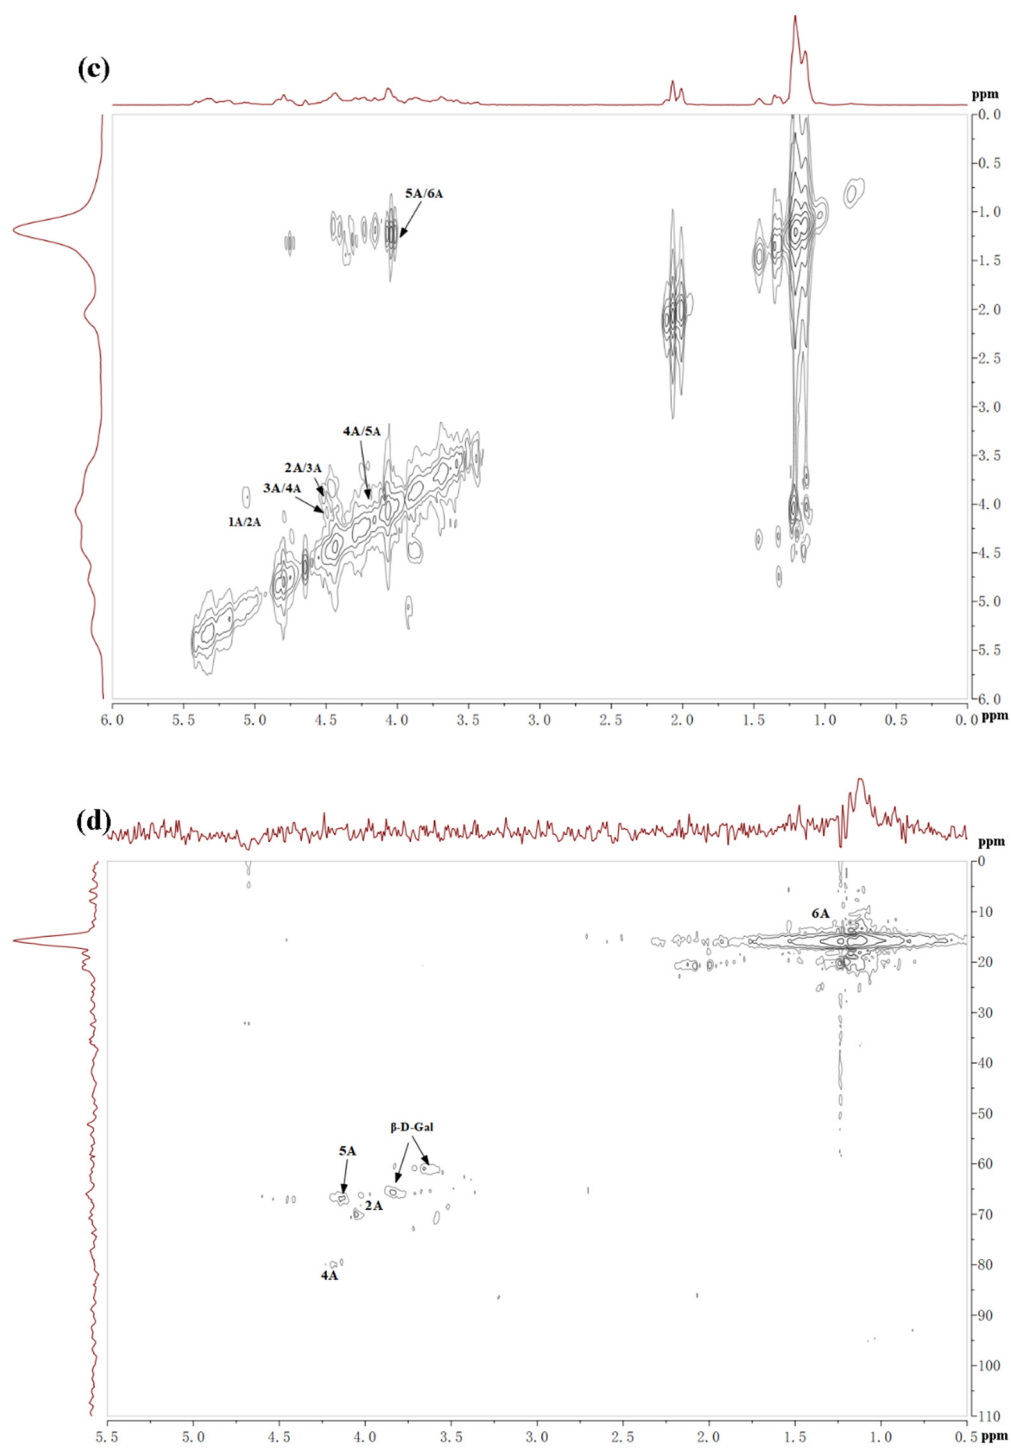 (c)
ppm
0.0
0.5
1.0
5A/6A
1.5
2.0
2.5
3.0
4A/5A
3.5
2A/3A
3A/4A
4.0
1A/2A
4.5
5.0
5.5
6.0
6.0 5.5 5.0 4.5 4.0 3.5 3.0 2.5 2.0 1.5 1.0 0.5 0.0 ppm
(d)
ppm
0
10
6A
20
30
40
50
β-D-Gal
5A
60
2A
70
80
4A
90
100
110
5.5 5.0 4.5 4.0 3.5 3.0 2.5 2.0 1.5 1.0 0.5 ppm